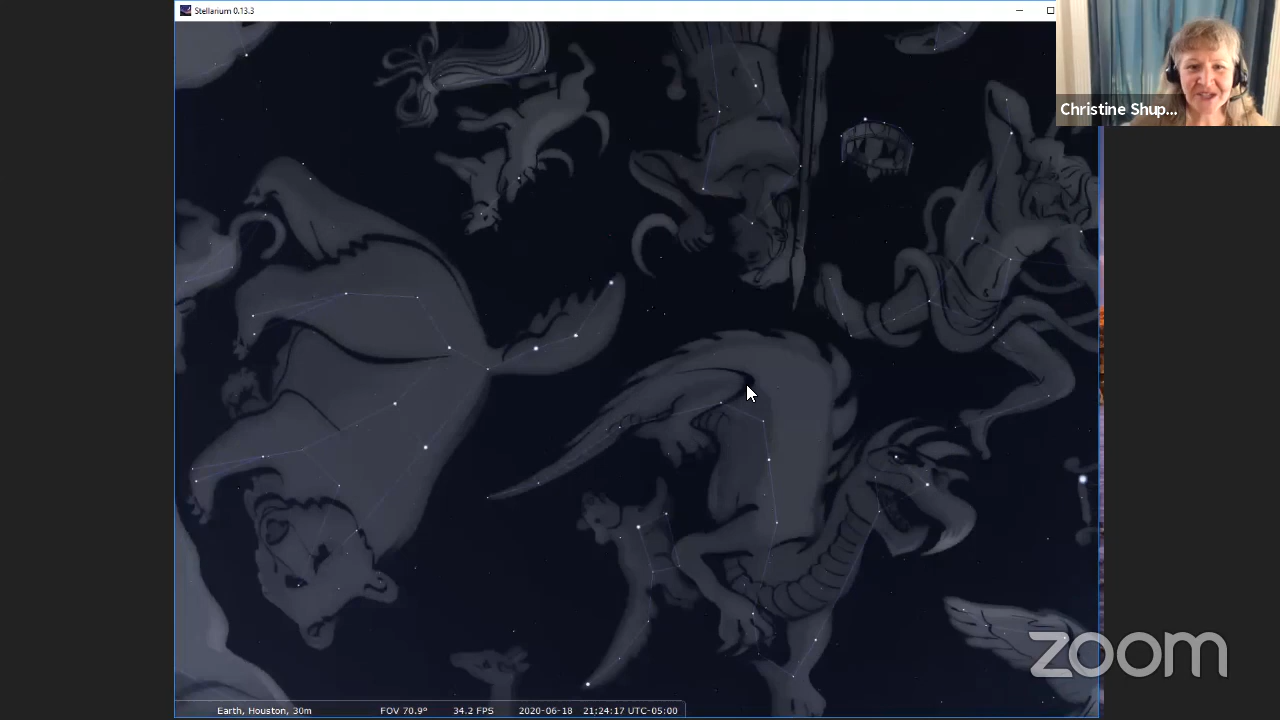 Stellarium 0.13.3
Christine Shup...
zoom
Earth, Houston, 30m FOV 70.9° 34.2 FPS 2020-06-18 21:24:17 UTC-05:00